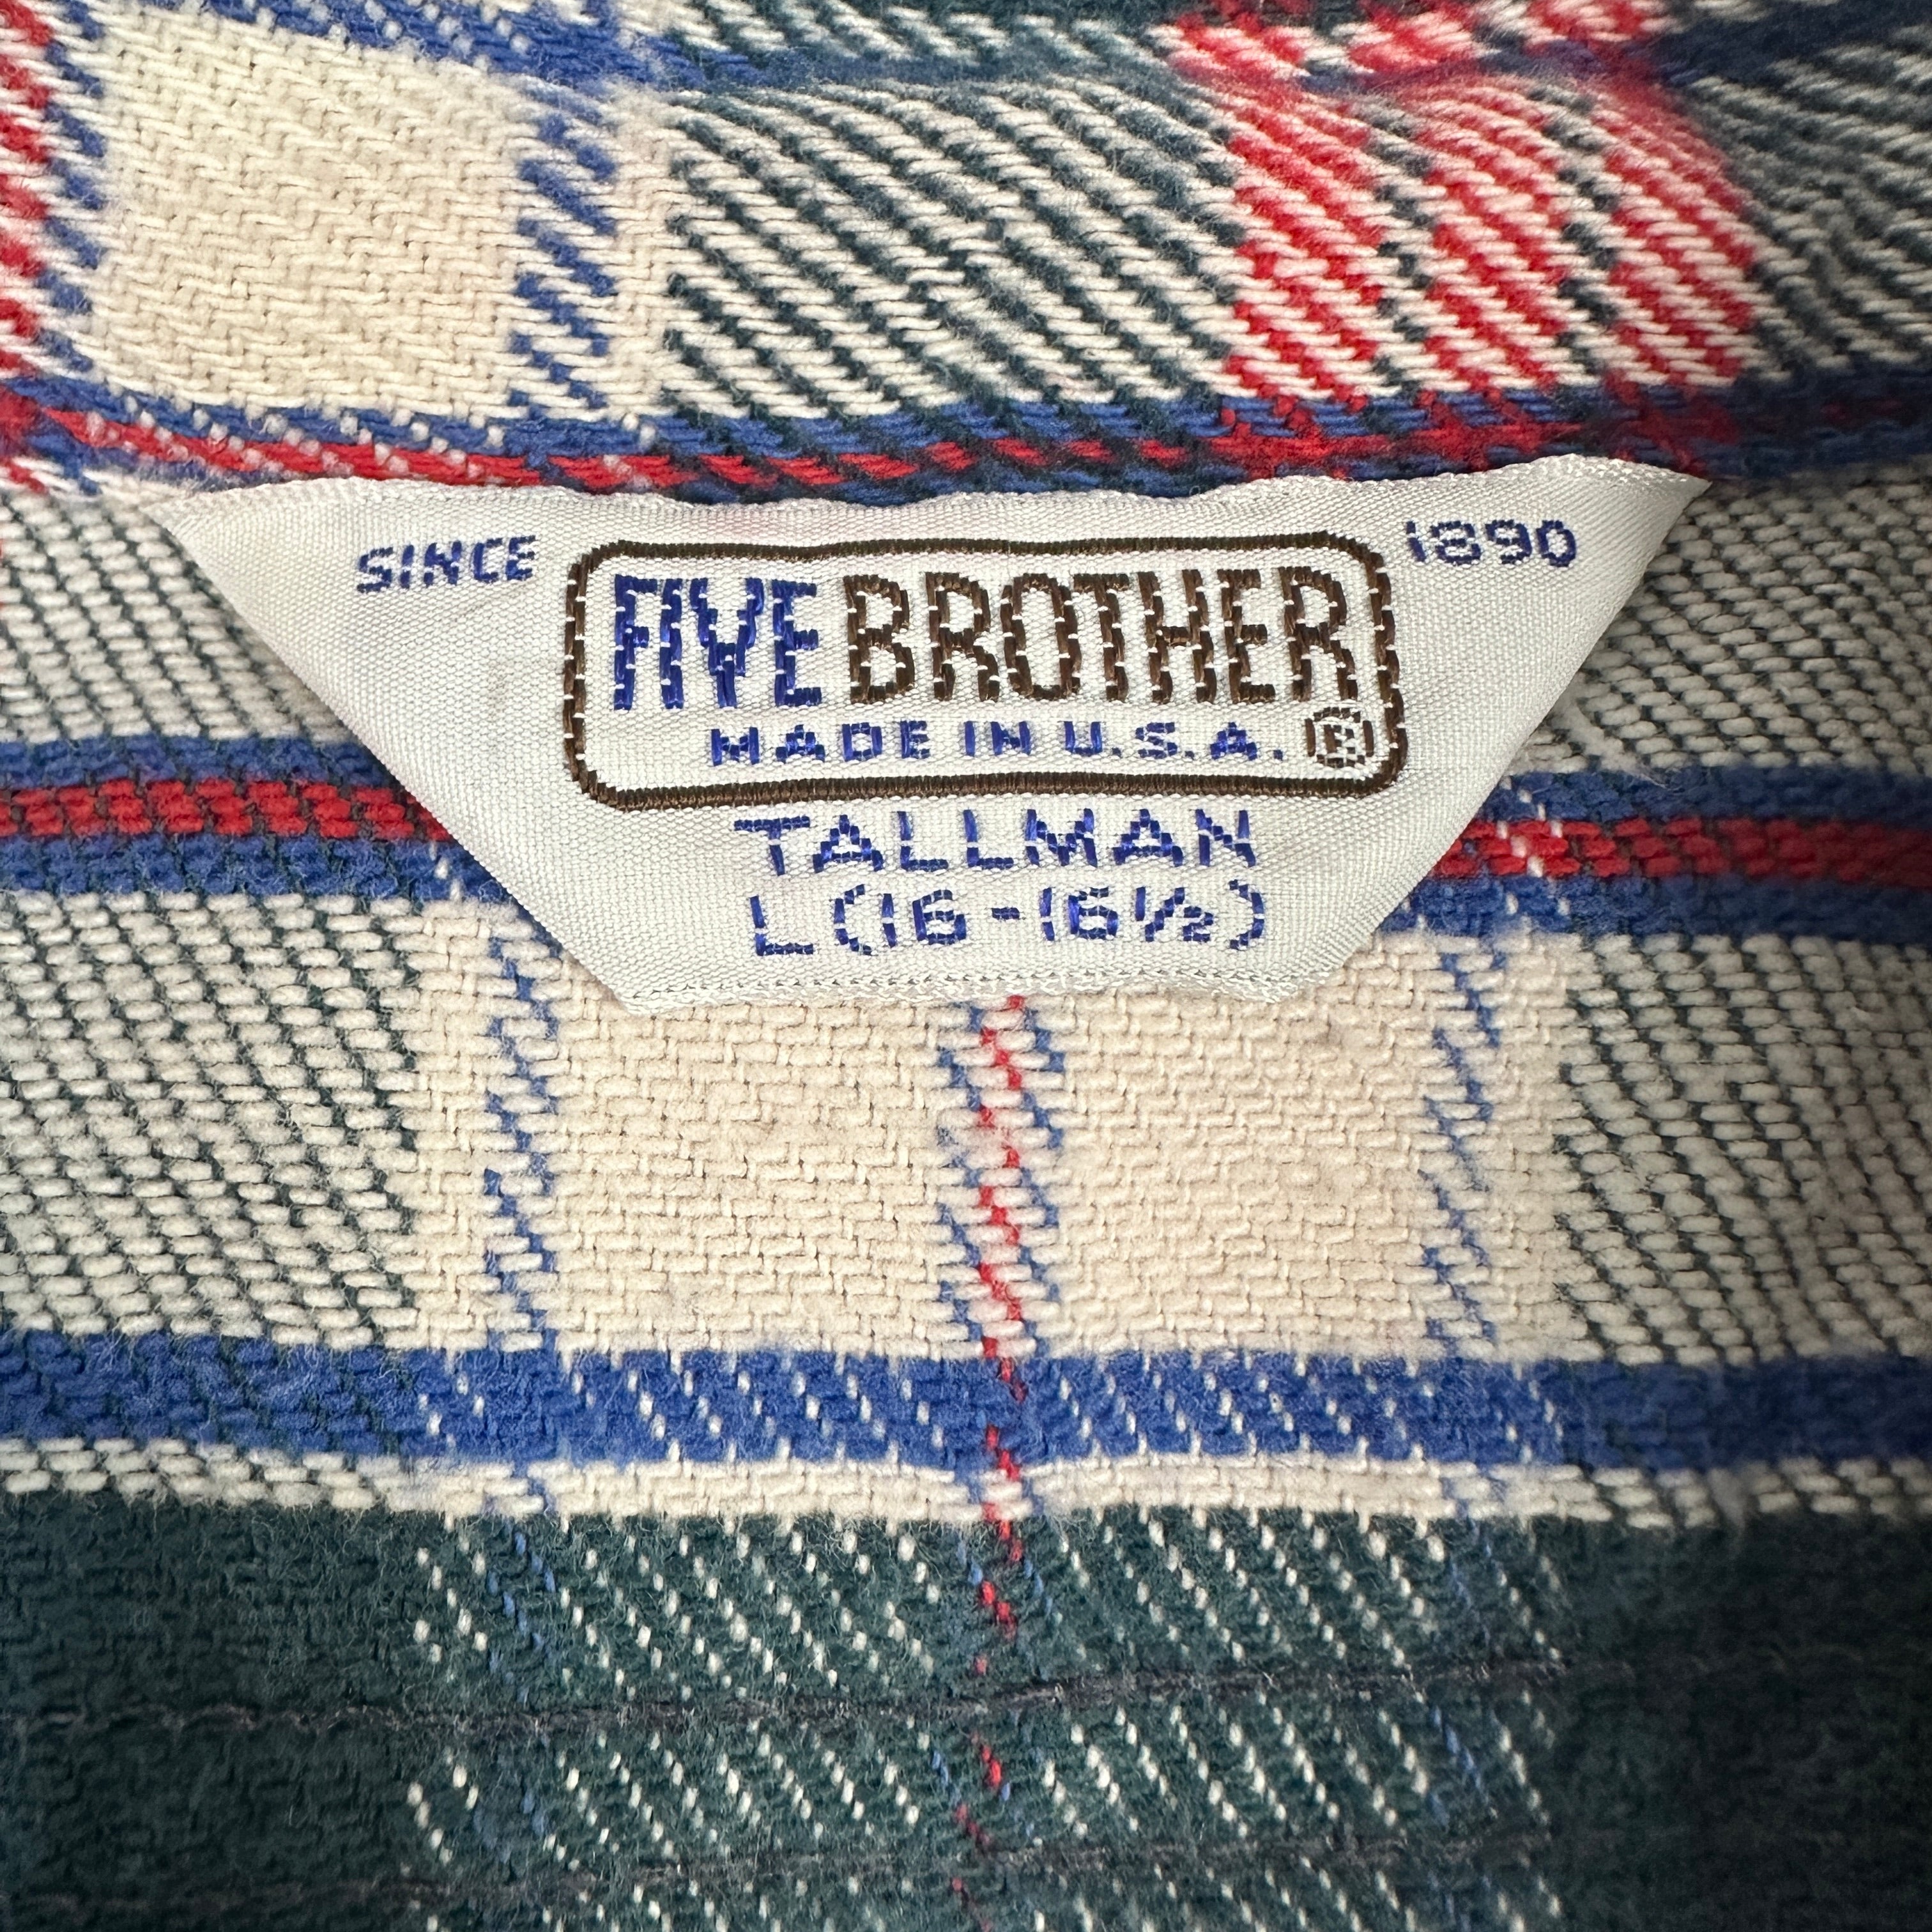 SINCE 1890
FIVE BROTHER
MADE IN U.S.A. ®
TALLMAN
L (16-16½)